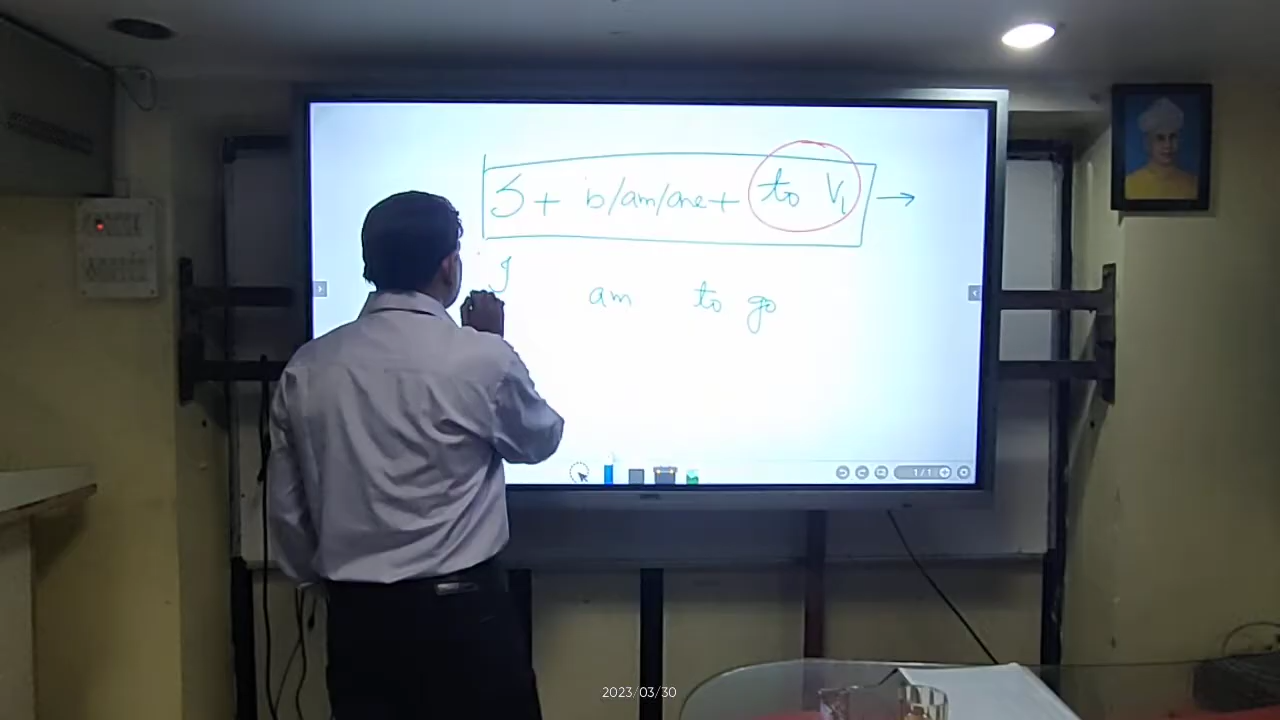 S + is/am/are + to V₁ →
I am to go
1/1
2023/03/30